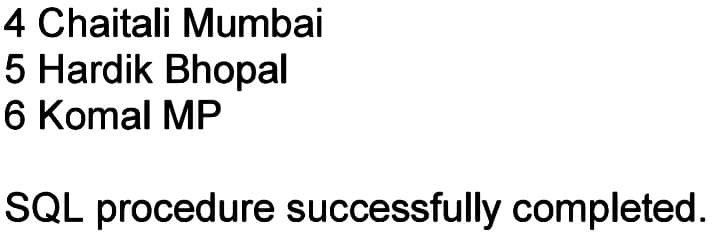 4 Chaitali Mumbai
5 Hardik Bhopal
6 Komal MP
SQL procedure successfully completed.